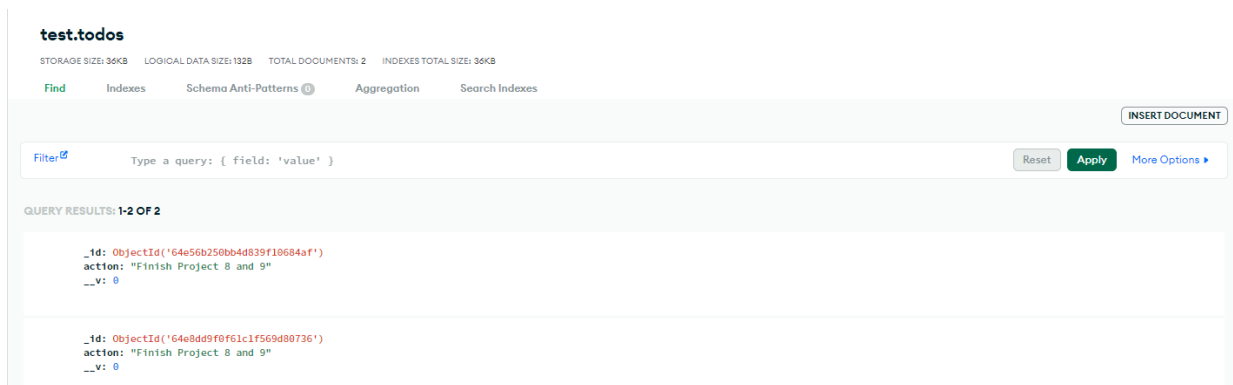 test.todos
STORAGE SIZE: 36KB LOGICAL DATA SIZE: 132B TOTAL DOCUMENTS: 2 INDEXES TOTAL SIZE: 36KB
Find Indexes Schema Anti-Patterns 0 Aggregation Search Indexes
INSERT DOCUMENT
Filter Type a query: { field: 'value' } Reset Apply More Options
QUERY RESULTS: 1-2 OF 2
_id: ObjectId('64e56b250bb4d839f10684af')
action: "Finish Project 8 and 9"
__v: 0
_id: ObjectId('64e8dd9f0f61c1f569d80736')
action: "Finish Project 8 and 9"
__v: 0